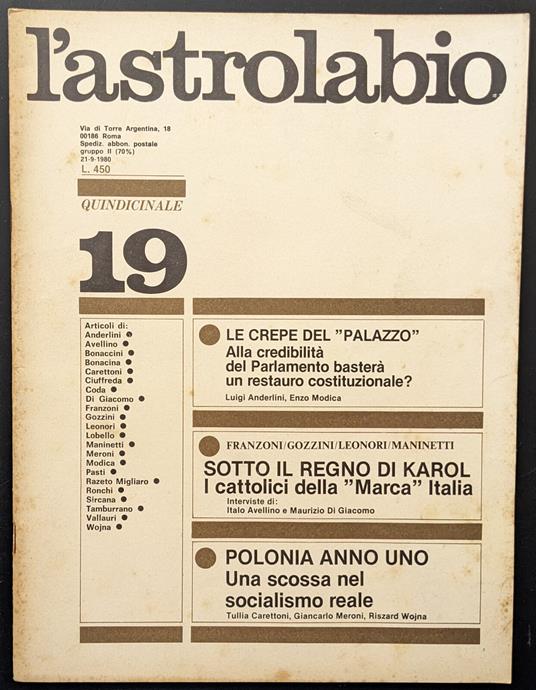 l'astrolabio
Via di Torre Argentina, 18
00186 Roma
Spediz. abbon. postale
gruppo II (70%)
21-9-1980
L. 450
QUINDICINALE
19
Articoli di:
Anderlini ●
Avellino ●
Bonaccini ●
Bonacina ●
Carettoni ●
Ciuffreda ●
Coda ●
Di Giacomo ●
Franzoni ●
Gozzini ●
Leonori ●
Lobello ●
Maninetti ●
Meroni ●
Modica ●
Pasti ●
Razeto Migliaro ●
Ronchi ●
Sircana ●
Tamburrano ●
Vallauri ●
Wojna ●
LE CREPE DEL "PALAZZO"
Alla credibilità
del Parlamento basterà
un restauro costituzionale?
Luigi Anderlini, Enzo Modica
FRANZONI/GOZZINI/LEONORI/MANINETTI
SOTTO IL REGNO DI KAROL
I cattolici della "Marca" Italia
Interviste di:
Italo Avellino e Maurizio Di Giacomo
POLONIA ANNO UNO
Una scossa nel
socialismo reale
Tullia Carettoni, Giancarlo Meroni, Riszard Wojna